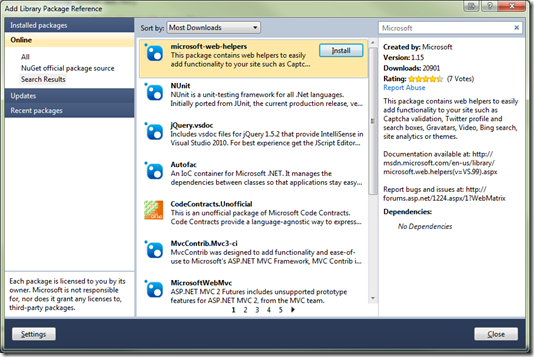 Add Library Package Reference
Installed packages
Online
All
NuGet official package source
Search Results
Updates
Recent packages
Each package is licensed to you by its
owner. Microsoft is not responsible
for, nor does it grant any licenses to,
third-party packages.
Settings
Sort by: Most Downloads
microsoft-web-helpers
This package contains web helpers to easily
add functionality to your site such as Captc...
Install
NUnit
NUnit is a unit-testing framework for all .Net languages.
Initially ported from JUnit, the current production release, ve...
jQuery.vsdoc
Includes vsdoc files for jQuery 1.5.2 that provide IntelliSense in
Visual Studio 2010. For best experience get the JScript Editor...
Autofac
An IoC container for Microsoft .NET. It manages the
dependencies between classes so that applications stay easy...
CodeContracts.Unofficial
This is an unofficial package of Microsoft Code Contracts.
Code Contracts provide a language-agnostic way to express...
MvcContrib.Mvc3-ci
MvcContrib was designed to add functionality and ease-of-
use to Microsoft's ASP.NET MVC Framework, MVC Contrib i...
MicrosoftWebMvc
ASP.NET MVC 2 Futures includes unsupported prototype
features for ASP.NET MVC 2, from the MVC team.
1 2 3 4 5
Microsoft
Created by: Microsoft
Version: 1.15
Downloads: 20901
Rating: (7 Votes)
Report Abuse
This package contains web helpers to easily
add functionality to your site such as
Captcha validation, Twitter profile and
search boxes, Gravatars, Video, Bing search,
site analytics or themes.
Documentation available at: http://
msdn.microsoft.com/en-us/library/
microsoft.web.helpers(v=VS.99).aspx
Report bugs and issues at: http://
forums.asp.net/1224.aspx/1?WebMatrix
Dependencies:
No Dependencies
Close